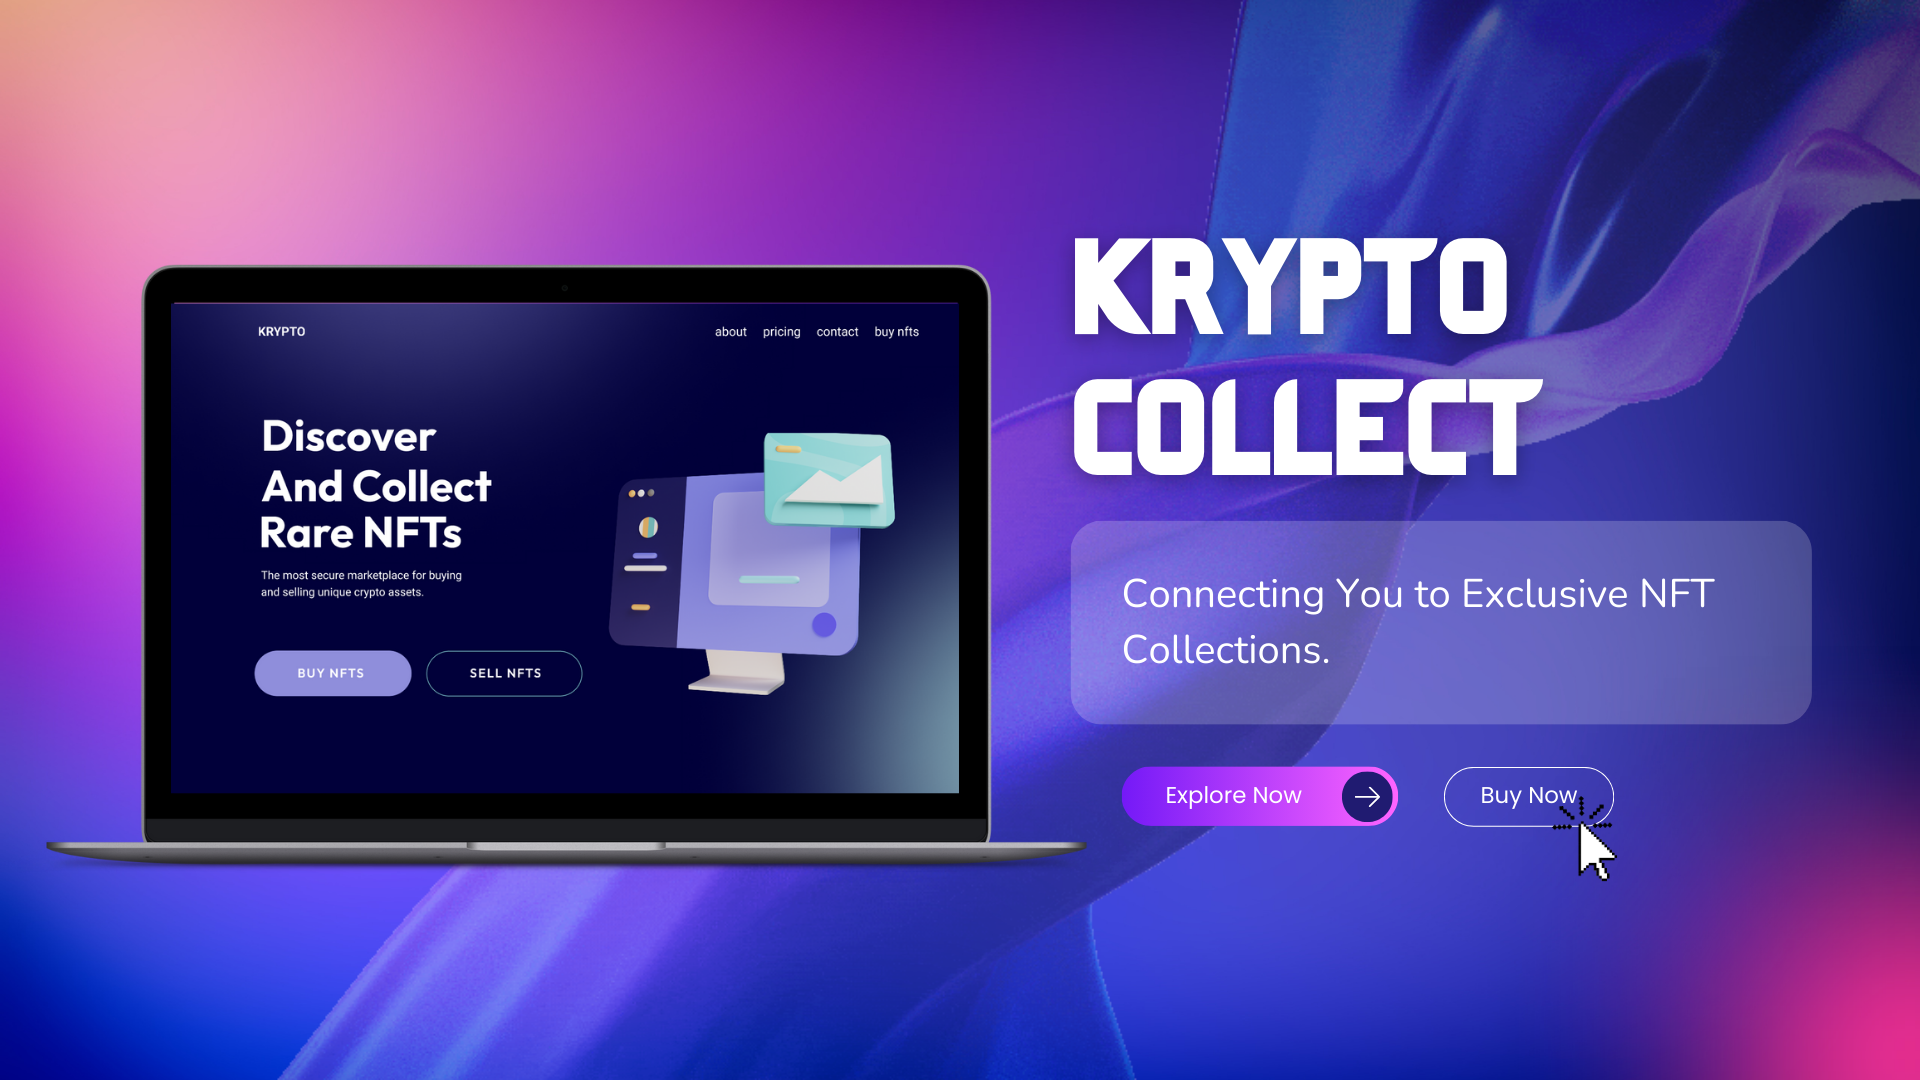 KRYPTO
about pricing contact buy nfts
Discover
And Collect
Rare NFTs
The most secure marketplace for buying
and selling unique crypto assets.
BUY NFTS
SELL NFTS
KRYPTO
COLLECT
Connecting You to Exclusive NFT
Collections.
Explore Now
Buy Now